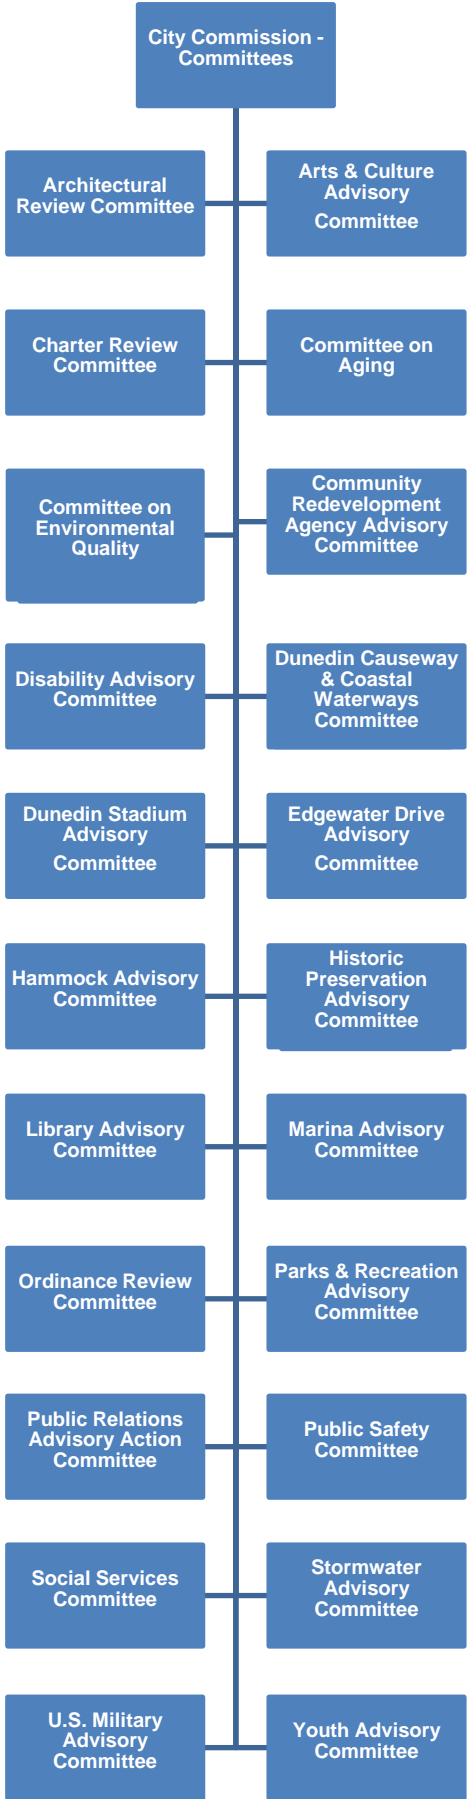 City Commission -
Committees
Architectural
Review Committee
Arts & Culture
Advisory
Committee
Charter Review
Committee
Committee on
Aging
Committee on
Environmental
Quality
Community
Redevelopment
Agency Advisory
Committee
Disability Advisory
Committee
Dunedin Causeway
& Coastal
Waterways
Committee
Dunedin Stadium
Advisory
Committee
Edgewater Drive
Advisory
Committee
Hammock Advisory
Committee
Historic
Preservation
Advisory
Committee
Library Advisory
Committee
Marina Advisory
Committee
Ordinance Review
Committee
Parks & Recreation
Advisory
Committee
Public Relations
Advisory Action
Committee
Public Safety
Committee
Social Services
Committee
Stormwater
Advisory
Committee
U.S. Military
Advisory
Committee
Youth Advisory
Committee